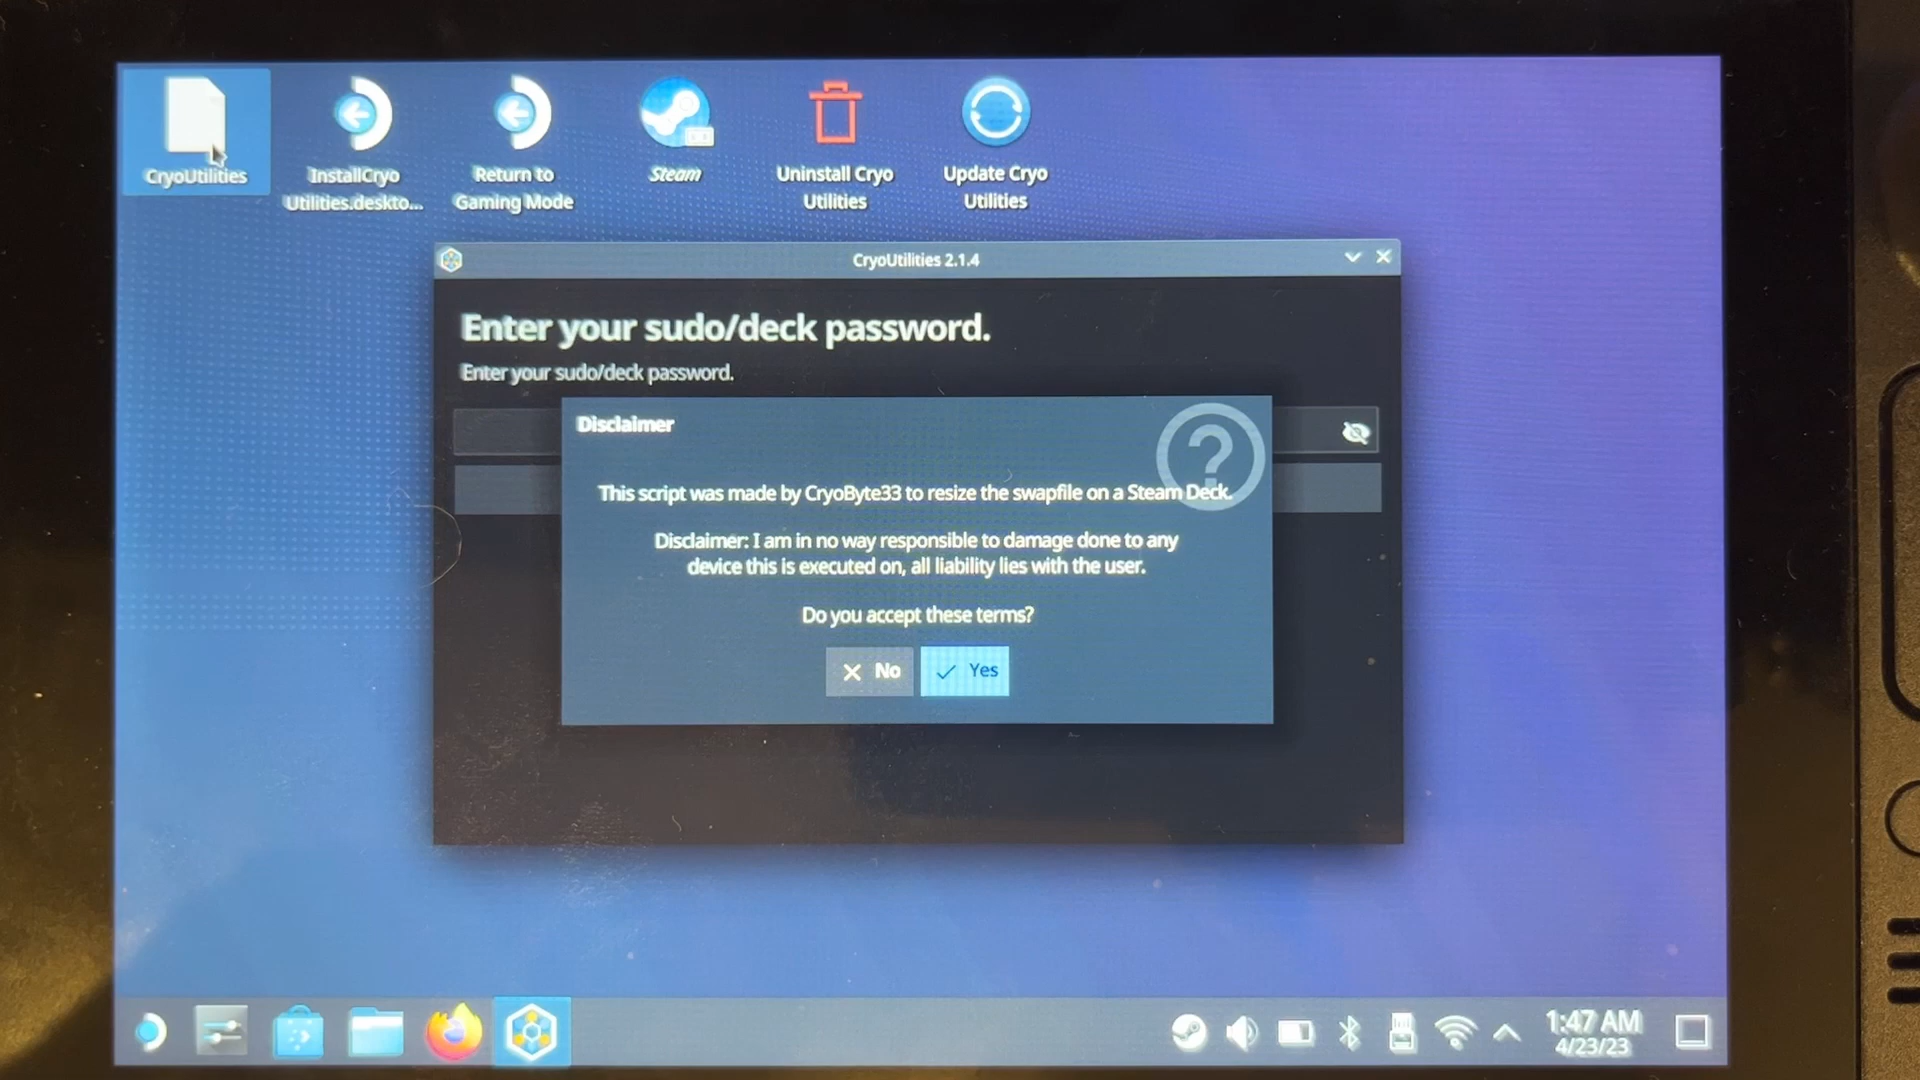 CryoUtilities
InstallCryo
Utilities.deskto...
Return to
Gaming Mode
Steam
Uninstall Cryo
Utilities
Update Cryo
Utilities
CryoUtilities 2.1.4
Enter your sudo/deck password.
Enter your sudo/deck password.
Disclaimer
This script was made by CryoByte33 to resize the swapfile on a Steam Deck.
Disclaimer: I am in no way responsible to damage done to any
device this is executed on, all liability lies with the user.
Do you accept these terms?
No
Yes
1:47 AM
4/23/23